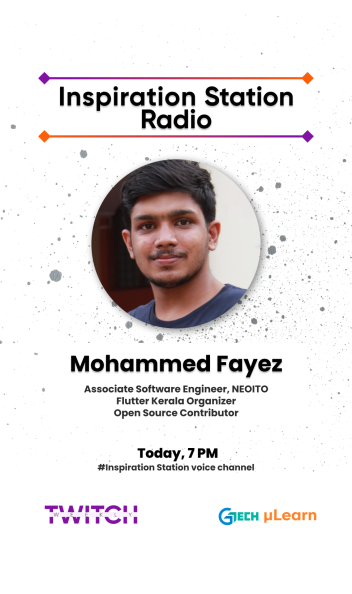 Inspiration Station
Radio
Mohammed Fayez
Associate Software Engineer, NEOITO
Flutter Kerala Organizer
Open Source Contributor
Today, 7 PM
#Inspiration Station voice channel
TWITCH
WEEKLY
GTECH µLearn